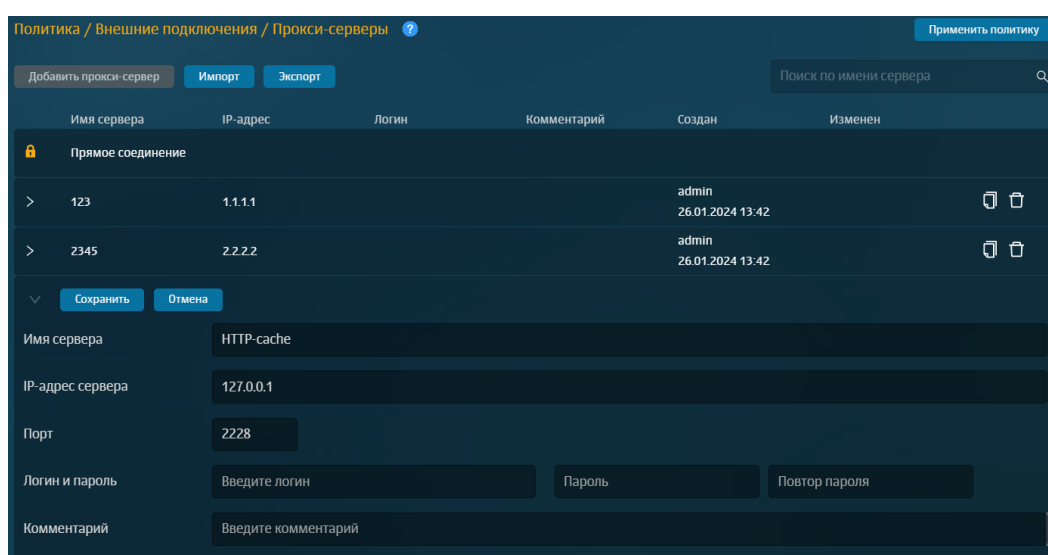 Политика / Внешние подключения / Прокси-серверы ?
Применить политику
Добавить прокси-сервер Импорт Экспорт Поиск по имени сервера
Имя сервера IP-адрес Логин Комментарий Создан Изменен
Прямое соединение
123 1.1.1.1 admin
26.01.2024 13:42
2345 2.2.2.2 admin
26.01.2024 13:42
Сохранить Отмена
Имя сервера HTTP-cache
IP-адрес сервера 127.0.0.1
Порт 2228
Логин и пароль Введите логин Пароль Повтор пароля
Комментарий Введите комментарий